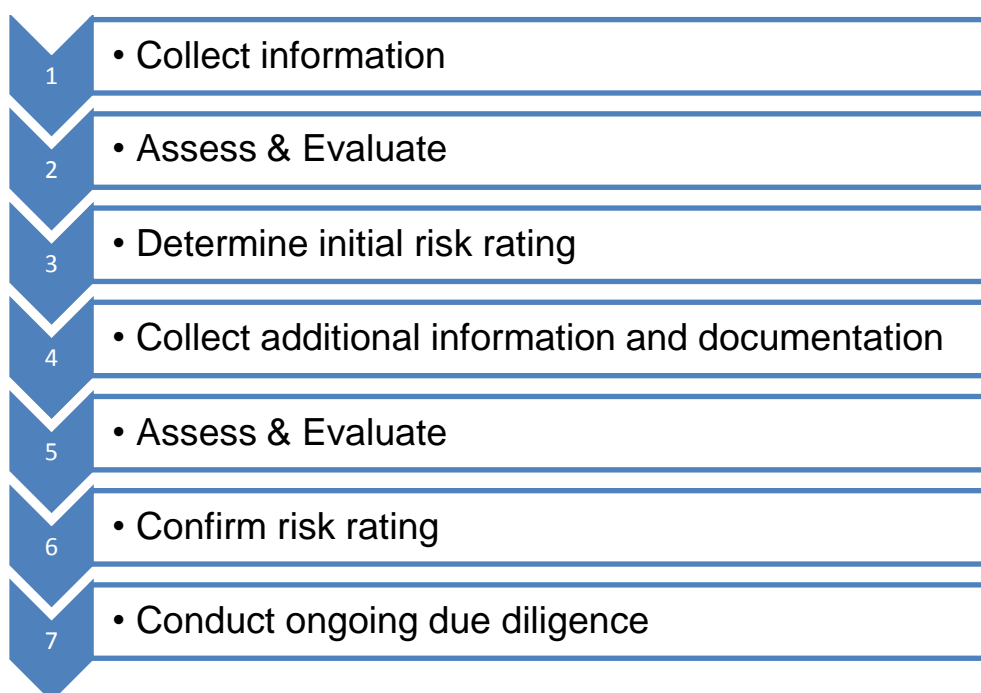 1
• Collect information
2
• Assess & Evaluate
3
• Determine initial risk rating
4
• Collect additional information and documentation
5
• Assess & Evaluate
6
• Confirm risk rating
7
• Conduct ongoing due diligence